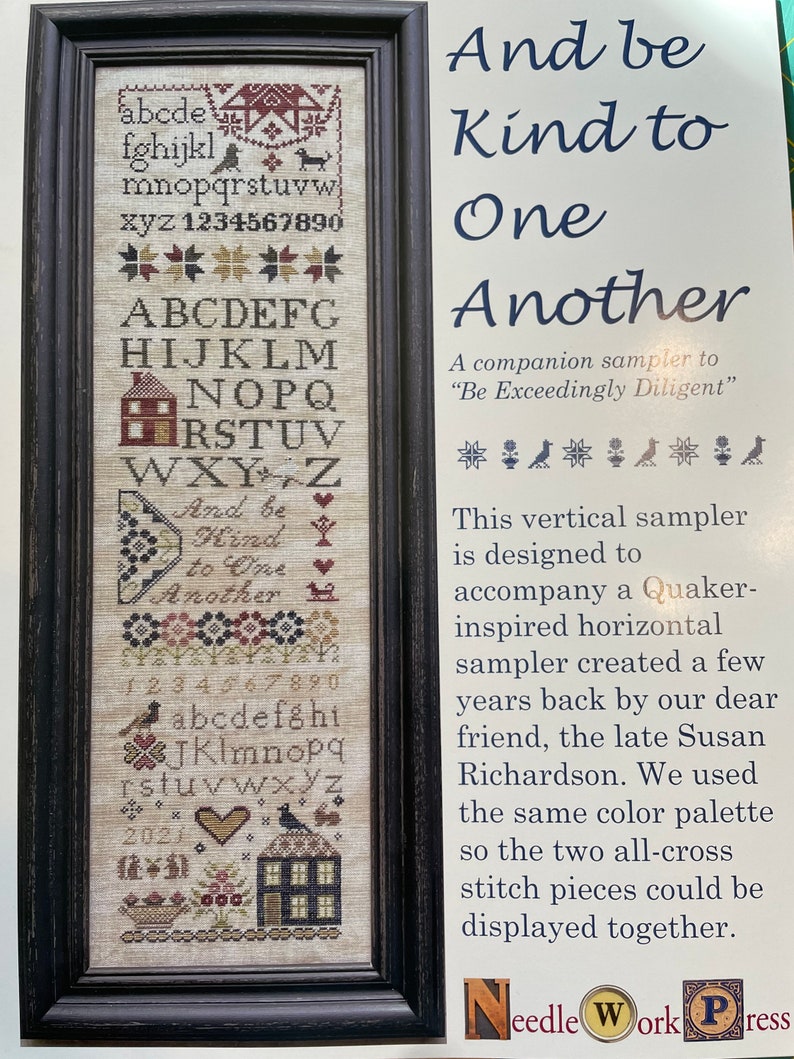 abcde
fghijkl
mnopqrstuvw
xyz 1234567890
ABCDEFG
HIJKLM
NOPQ
RSTUV
WXYZ
And be
Kind
to One
Another
1234567890
abcdefghi
Jklmnopq
rstuvwxyz
2021
And be
Kind to
One
Another
A companion sampler to
"Be Exceedingly Diligent"
This vertical sampler
is designed to
accompany a Quaker-
inspired horizontal
sampler created a few
years back by our dear
friend, the late Susan
Richardson. We used
the same color palette
so the two all-cross
stitch pieces could be
displayed together.
NeedleWorkPress